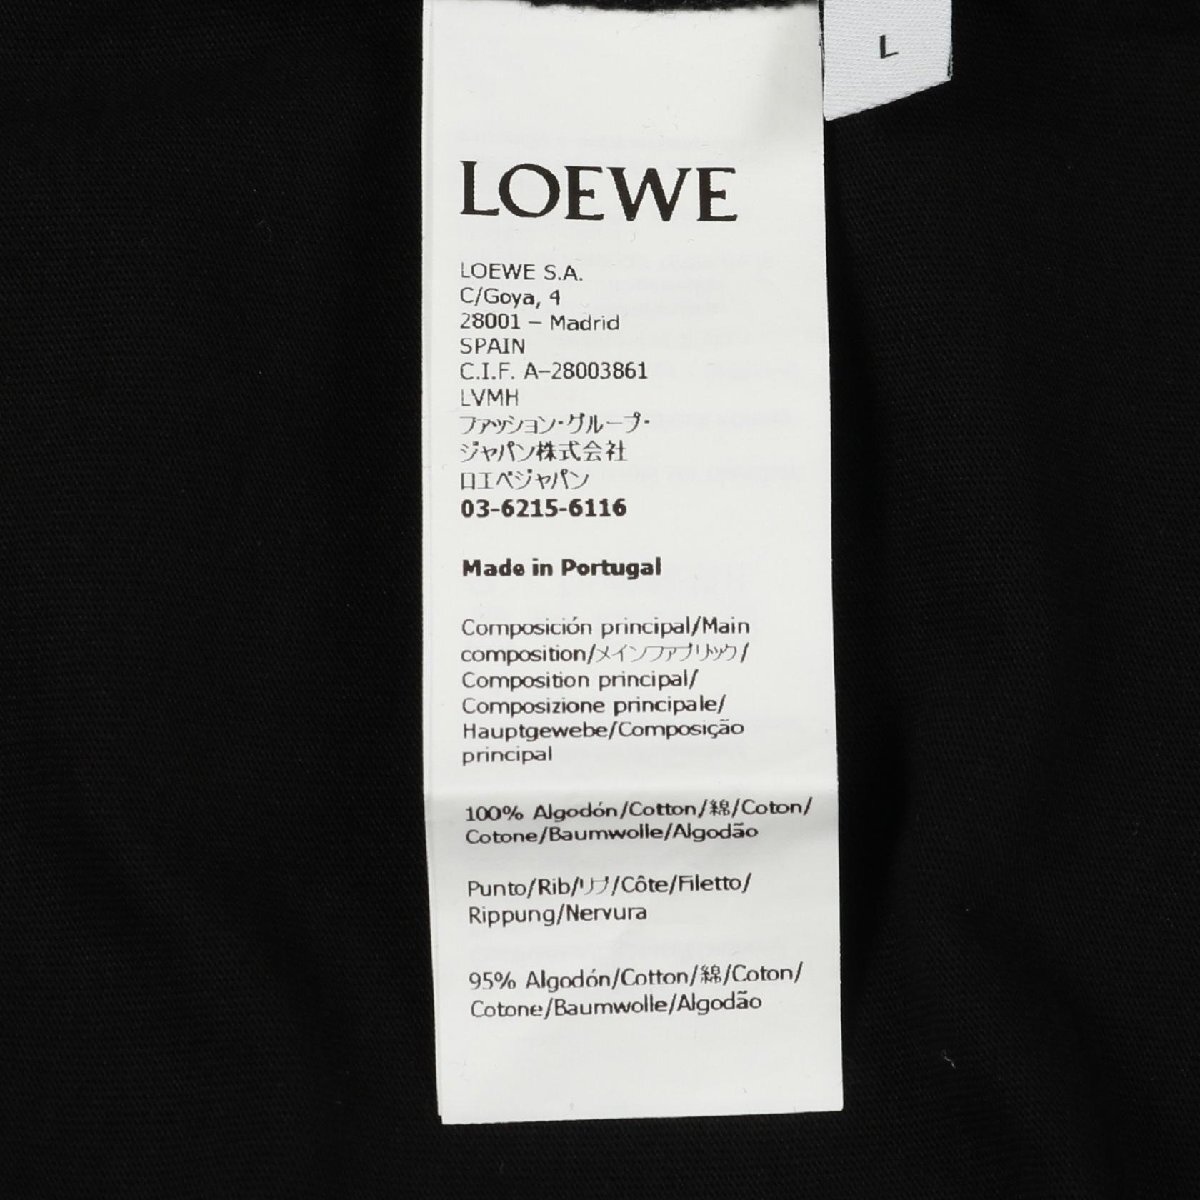 L
LOEWE
LOEWE S.A.
C/Goya, 4
28001 – Madrid
SPAIN
C.I.F. A–28003861
LVMH
ファッション・グループ・
ジャパン株式会社
ロエベジャパン
03-6215-6116
Made in Portugal
Composición principal/Main
composition/メインファブリック/
Composition principal/
Composizione principale/
Hauptgewebe/Composição
principal
100% Algodón/Cotton/綿/Coton/
Cotone/Baumwolle/Algodão
Punto/Rib/リブ/Côte/Filetto/
Rippung/Nervura
95% Algodón/Cotton/綿/Coton/
Cotone/Baumwolle/Algodão